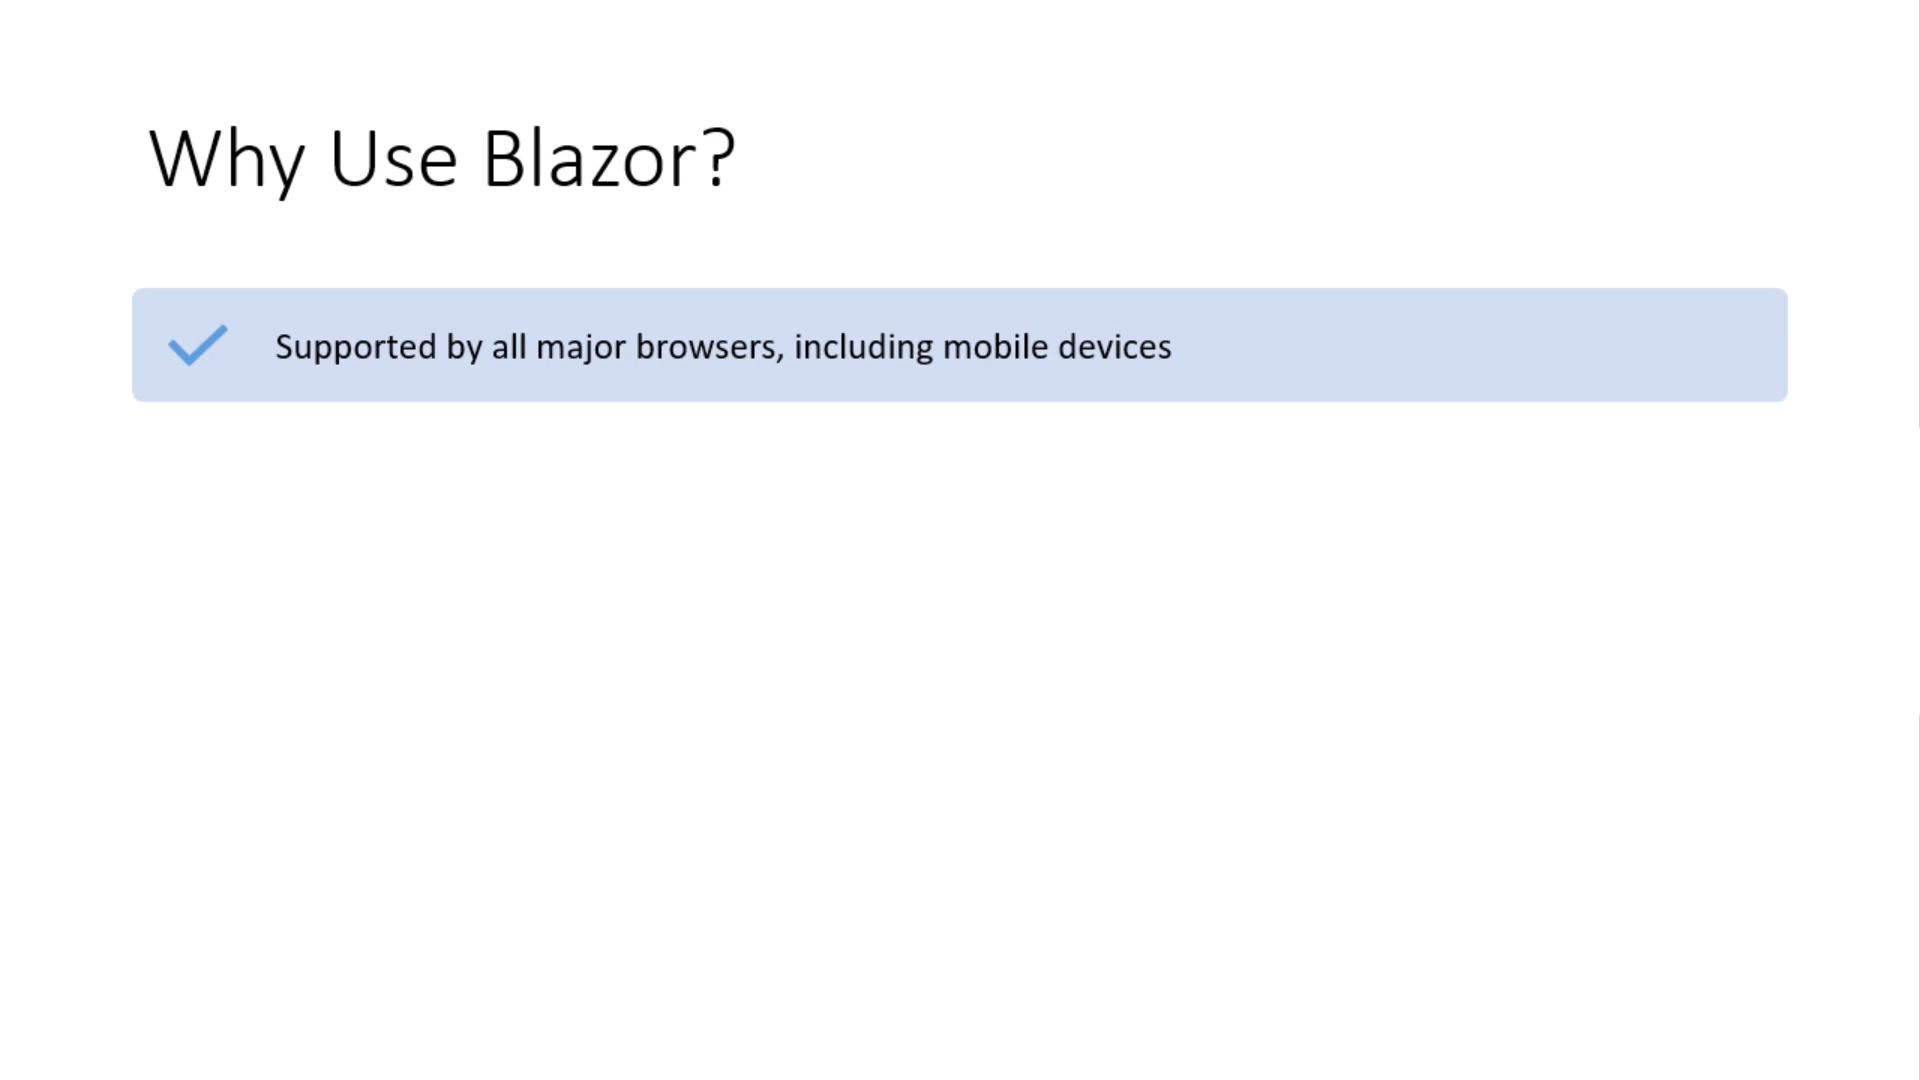 Why Use Blazor?
Supported by all major browsers, including mobile devices